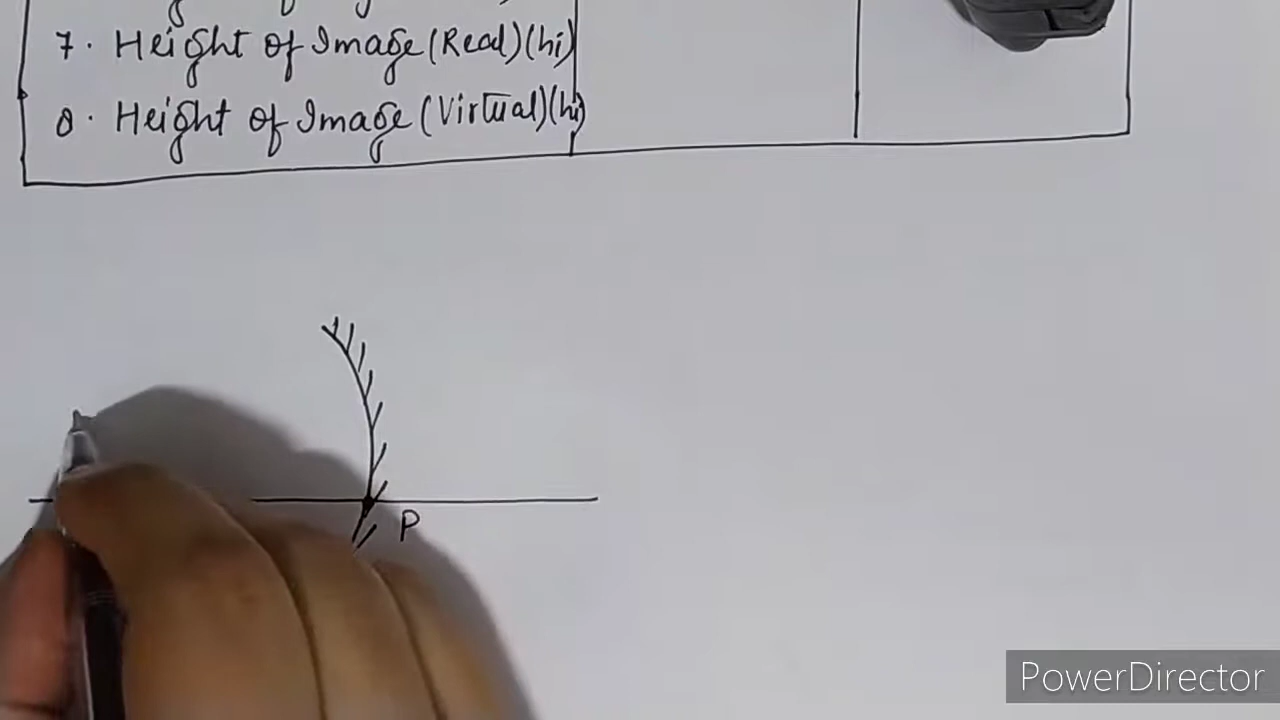 7. Height of Image (Real) (hi)
8. Height of Image (Virtual) (hi)
P
PowerDirector